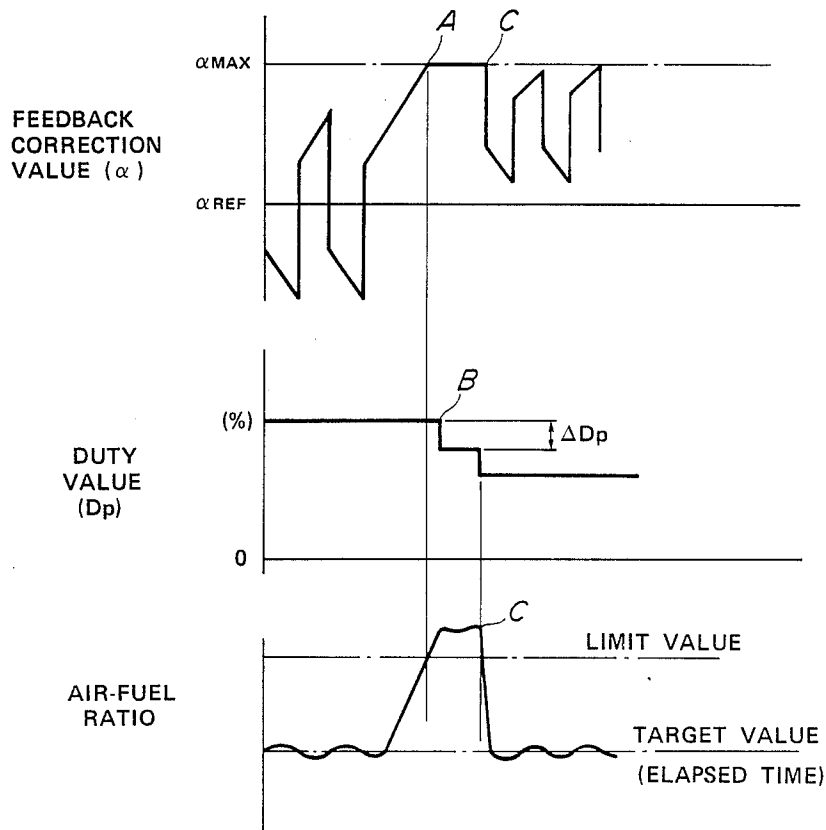 A
C
αMAX
FEEDBACK
CORRECTION
VALUE (α)
αREF
B
(%)
ΔDp
DUTY
VALUE
(Dp)
0
C
LIMIT VALUE
AIR-FUEL
RATIO
TARGET VALUE
(ELAPSED TIME)